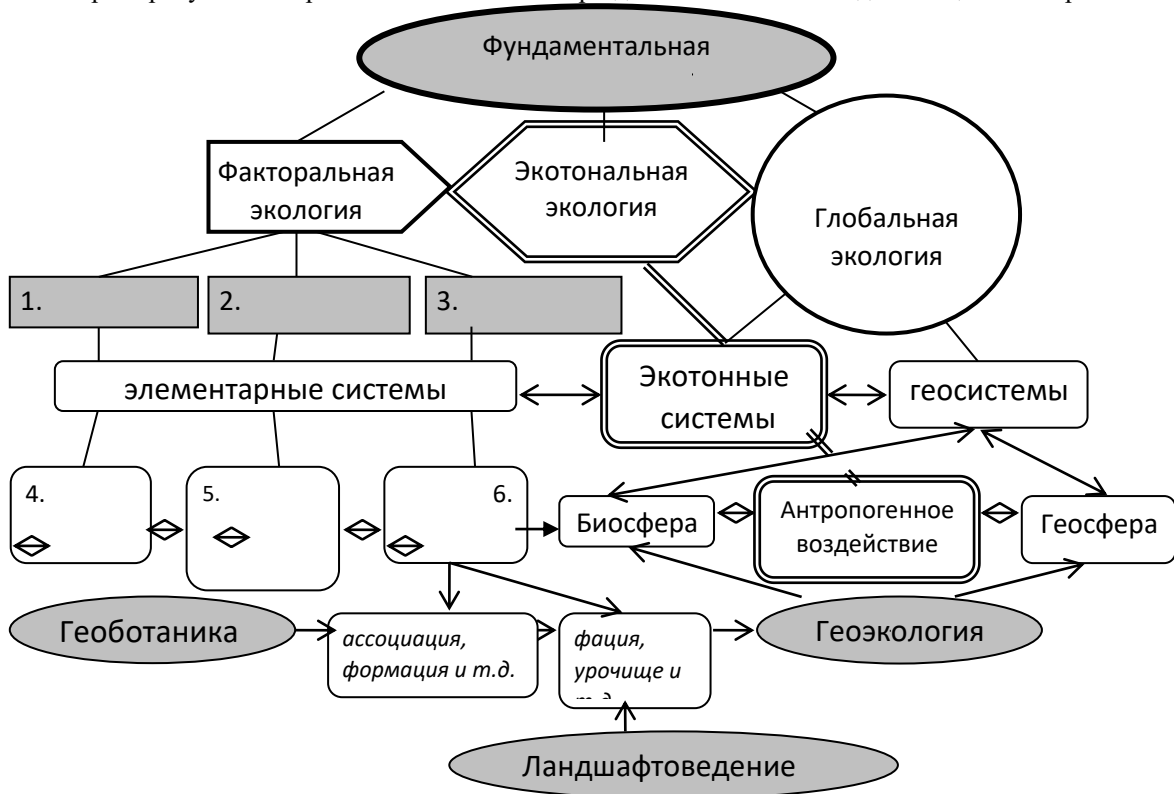 Фундаментальная
Факторальная
экология
Экотональная
экология
Глобальная
экология
1.
2.
3.
элементарные системы
Экотонные
системы
геосистемы
4.
5.
6.
Биосфера
Антропогенное
воздействие
Геосфера
Геоботаника
ассоциация,
формация и т.д.
фация,
урочище и
Геоэкология
Ландшафтоведение